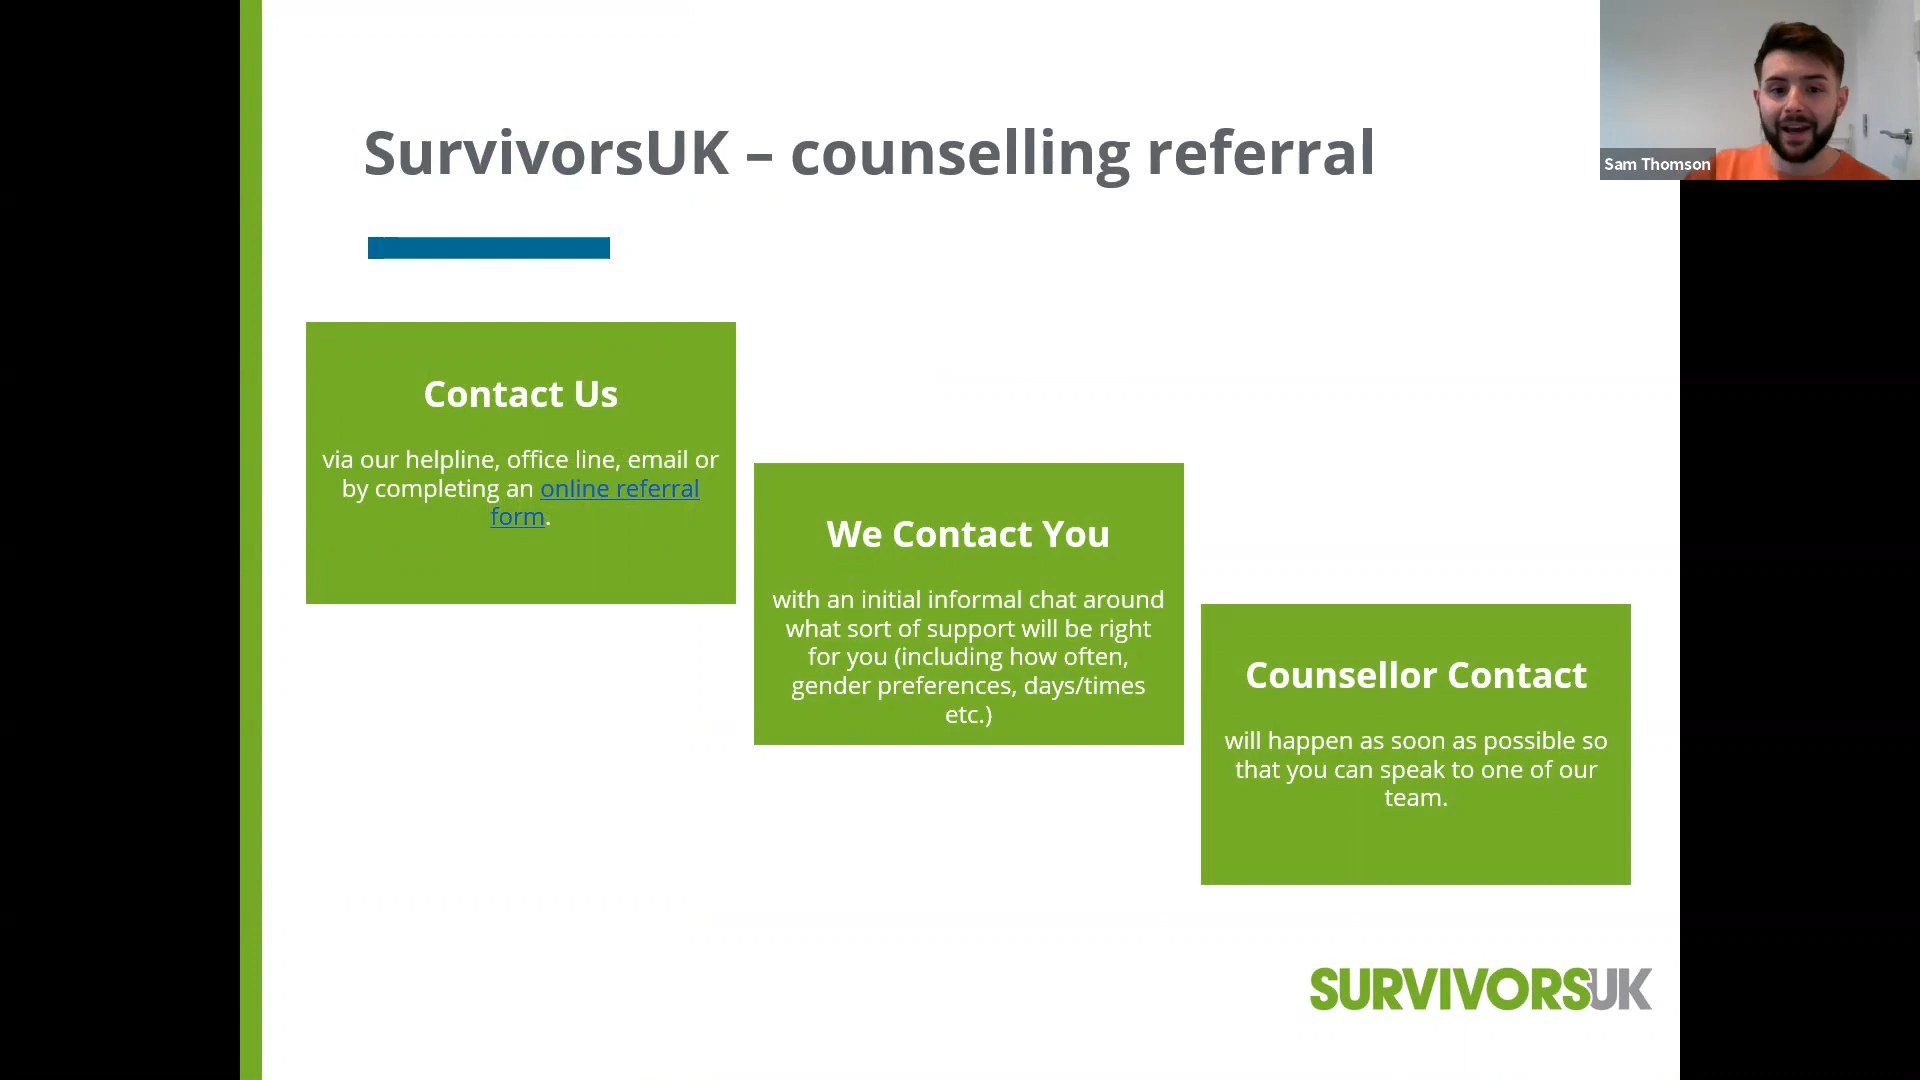 SurvivorsUK – counselling referral
Sam Thomson
Contact Us
via our helpline, office line, email or
by completing an online referral
form.
We Contact You
with an initial informal chat around
what sort of support will be right
for you (including how often,
gender preferences, days/times
etc.)
Counsellor Contact
will happen as soon as possible so
that you can speak to one of our
team.
SURVIVORSUK